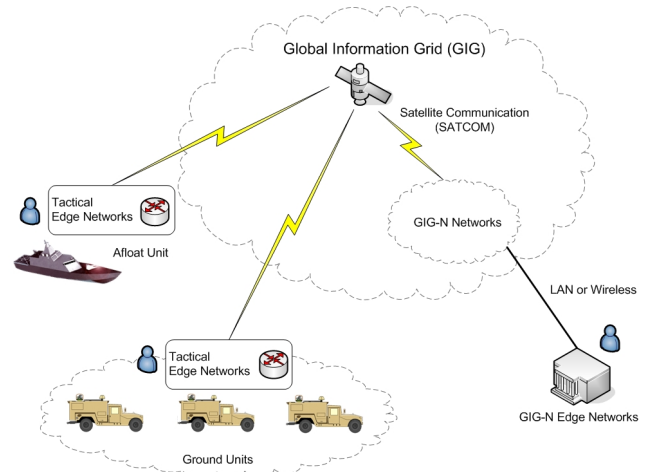 Global Information Grid (GIG)
Satellite Communication
(SATCOM)
Tactical
Edge Networks
GIG-N Networks
Afloat Unit
LAN or Wireless
Tactical
Edge Networks
GIG-N Edge Networks
Ground Units